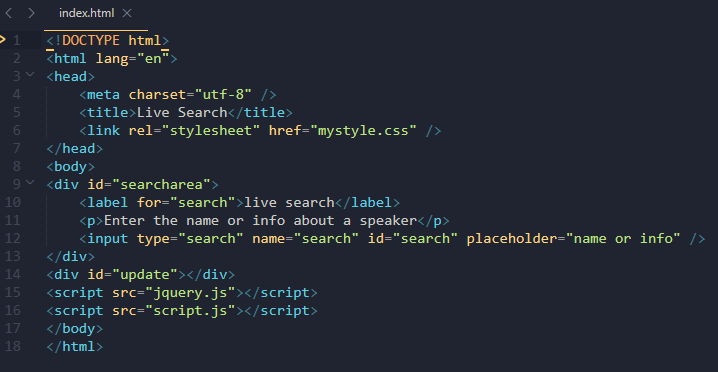 index.html
1 <!DOCTYPE html>
2 <html lang="en">
3 <head>
4     <meta charset="utf-8" />
5     <title>Live Search</title>
6     <link rel="stylesheet" href="mystyle.css" />
7 </head>
8 <body>
9 <div id="searcharea">
10     <label for="search">live search</label>
11     <p>Enter the name or info about a speaker</p>
12     <input type="search" name="search" id="search" placeholder="name or info" />
13 </div>
14 <div id="update"></div>
15 <script src="jquery.js"></script>
16 <script src="script.js"></script>
17 </body>
18 </html>